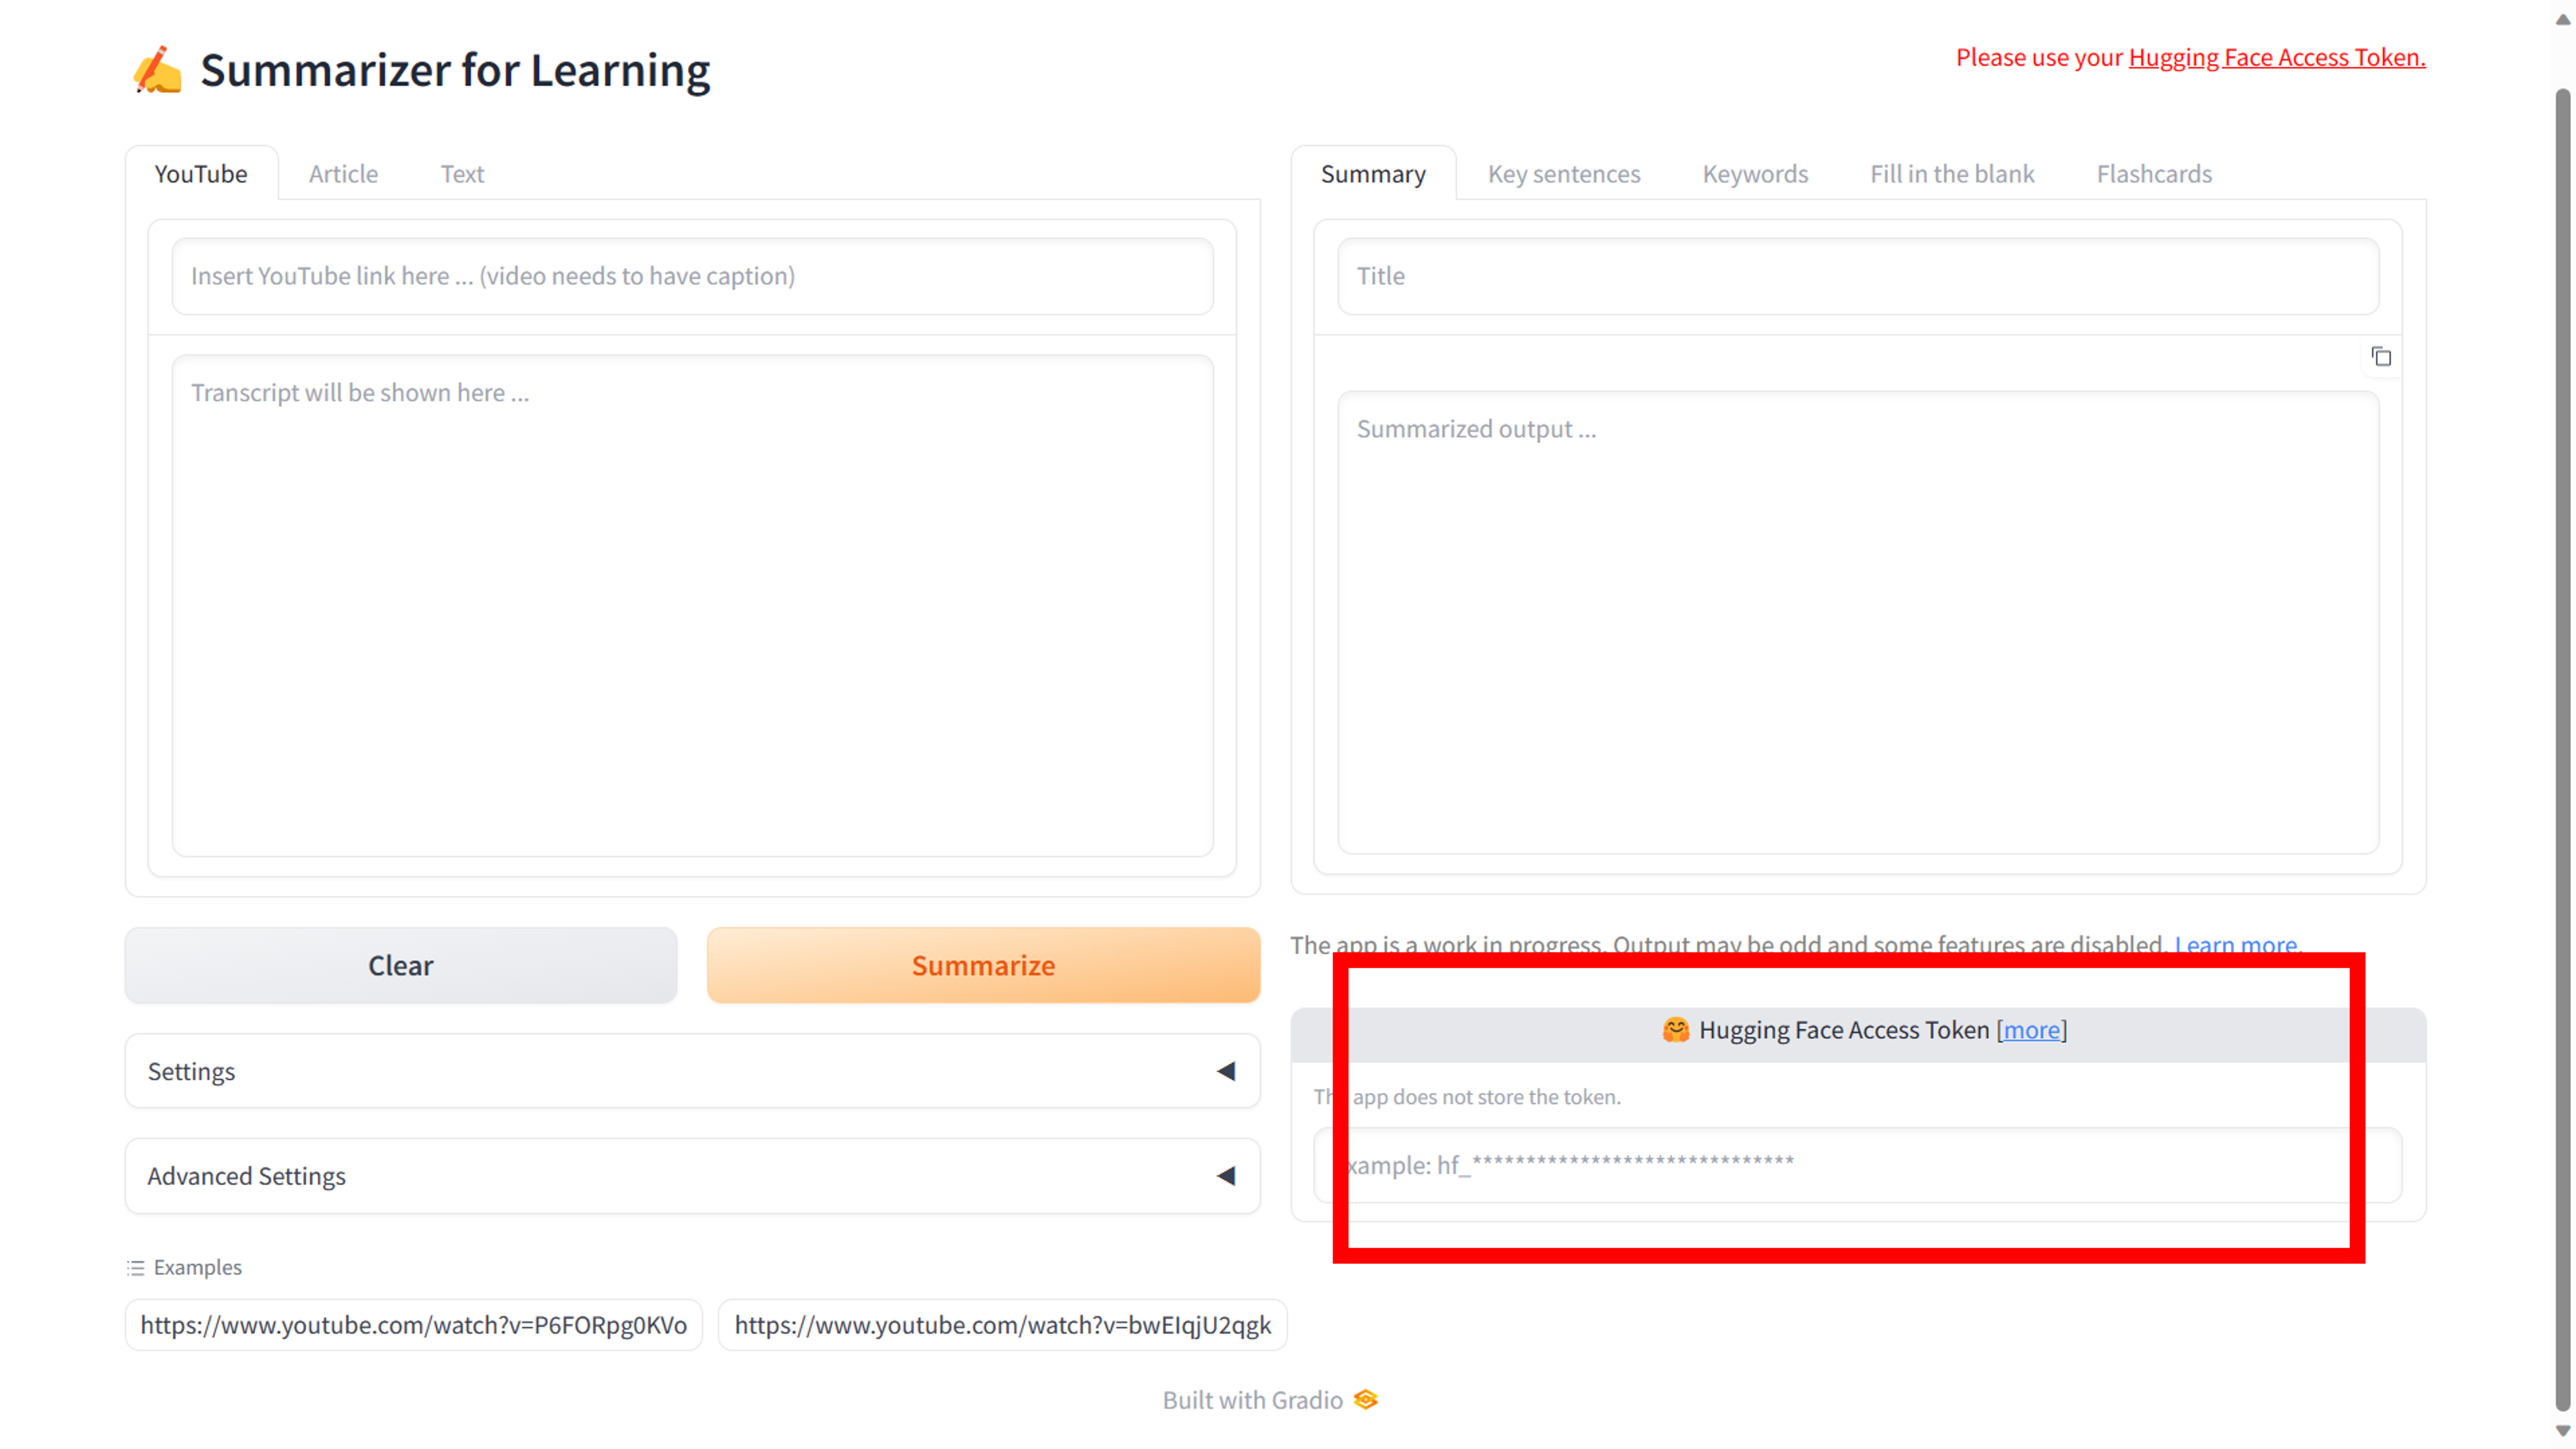 Summarizer for Learning
Please use your Hugging Face Access Token.
YouTube
Article
Text
Insert YouTube link here ... (video needs to have caption)
Transcript will be shown here ...
Clear
Summarize
Settings
Advanced Settings
Examples
https://www.youtube.com/watch?v=P6FORpg0KVo
https://www.youtube.com/watch?v=bwEIqjU2qgk
Summary
Key sentences
Keywords
Fill in the blank
Flashcards
Title
Summarized output ...
The app is a work in progress. Output may be odd and some features are disabled. Learn more.
Hugging Face Access Token [more]
The app does not store the token.
Example: hf_******************************
Built with Gradio